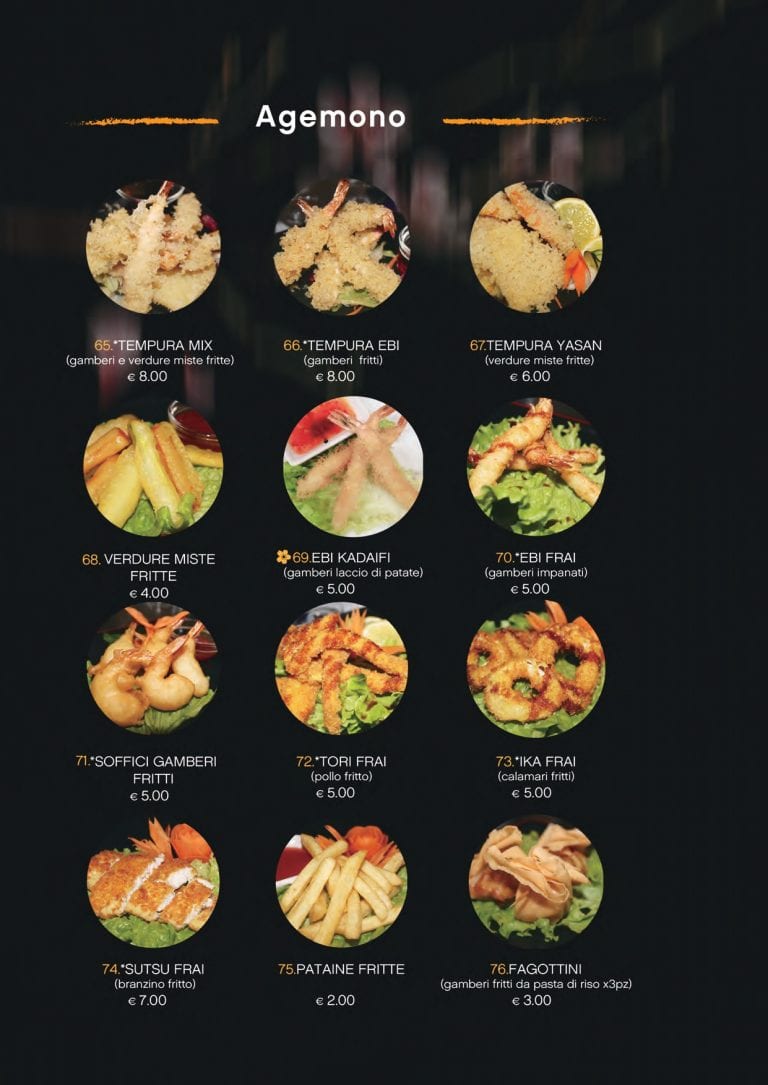 Agemono
65.*TEMPURA MIX
(gamberi e verdure miste fritte)
€ 8.00
66.*TEMPURA EBI
(gamberi fritti)
€ 8.00
67.TEMPURA YASAN
(verdure miste fritte)
€ 6.00
68. VERDURE MISTE
FRITTE
€ 4.00
69.EBI KADAIFI
(gamberi laccio di patate)
€ 5.00
70.*EBI FRAI
(gamberi impanati)
€ 5.00
71.*SOFFICI GAMBERI
FRITTI
€ 5.00
72.*TORI FRAI
(pollo fritto)
€ 5.00
73.*IKA FRAI
(calamari fritti)
€ 5.00
74.*SUTSU FRAI
(branzino fritto)
€ 7.00
75.PATAINE FRITTE
€ 2.00
76.FAGOTTINI
(gamberi fritti da pasta di riso x3pz)
€ 3.00